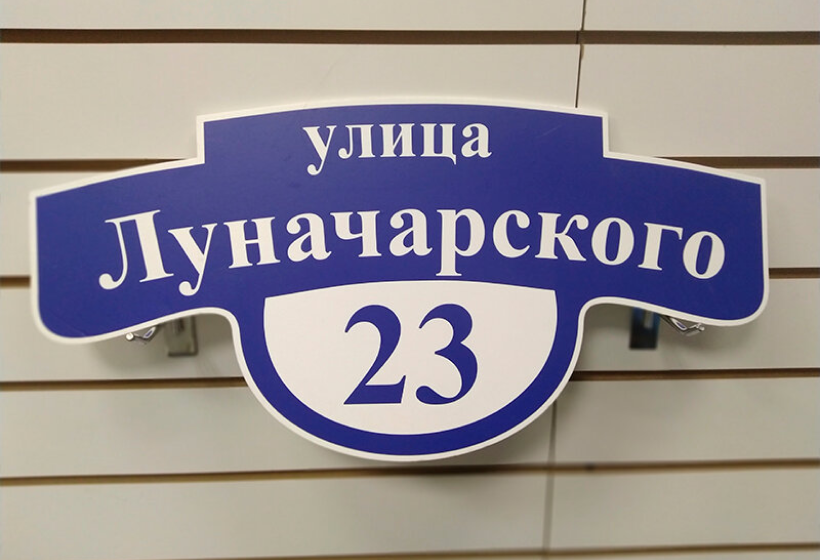 улица
Луначарского
23